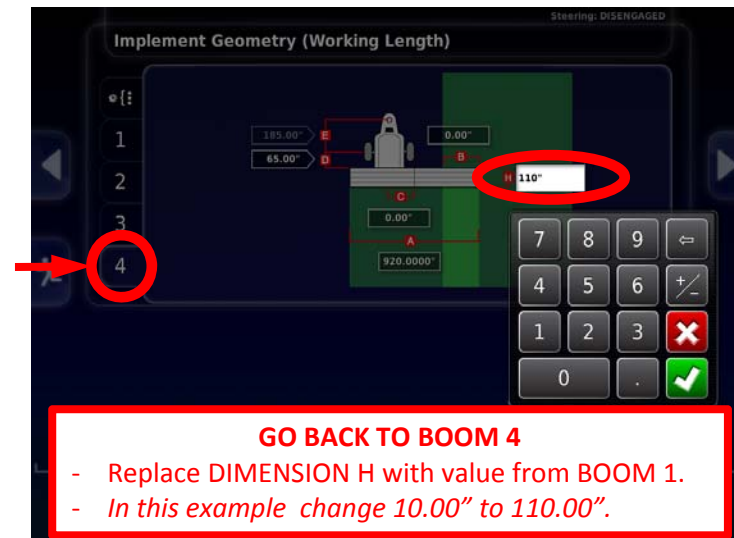 Steering: DISENGAGED
Implement Geometry (Working Length)
1
2
3
4
185.00"
E
65.00"
D
0.00"
B
H
110"
C
0.00"
A
920.0000"
7 8 9 ⇦
4 5 6 +/-
1 2 3
0 .
GO BACK TO BOOM 4
- Replace DIMENSION H with value from BOOM 1.
- In this example change 10.00” to 110.00”.